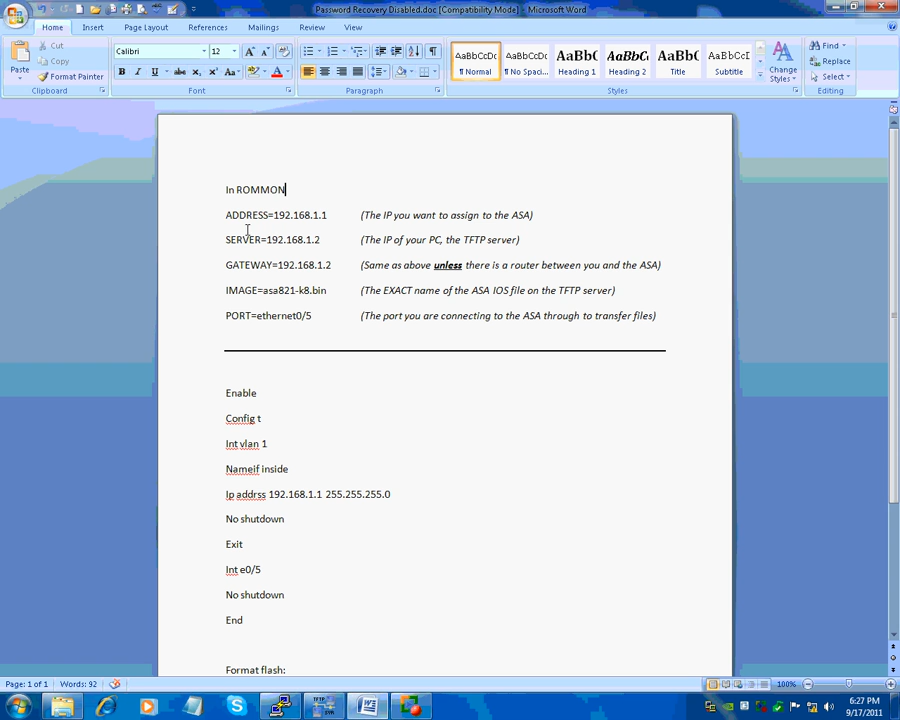 Password Recovery Disabled.doc [Compatibility Mode] - Microsoft Word
Home Insert Page Layout References Mailings Review View
Paste Cut Copy Format Painter Clipboard
Calibri 12 Font
Paragraph
AaBbCcDc ¶ Normal AaBbCcDc ¶ No Spaci... AaBb( Heading 1 AaBbC Heading 2 AaBb( Title AaBbCcI Subtitle Change Styles Styles
Find Replace Select Editing
In ROMMON
ADDRESS=192.168.1.1 (The IP you want to assign to the ASA)
SERVER=192.168.1.2 (The IP of your PC, the TFTP server)
GATEWAY=192.168.1.2 (Same as above unless there is a router between you and the ASA)
IMAGE=asa821-k8.bin (The EXACT name of the ASA IOS file on the TFTP server)
PORT=ethernet0/5 (The port you are connecting to the ASA through to transfer files)
Enable
Config t
Int vlan 1
Nameif inside
Ip addrss 192.168.1.1 255.255.255.0
No shutdown
Exit
Int e0/5
No shutdown
End
Format flash:
Page: 1 of 1 Words: 92 100%
6:27 PM
9/17/2011